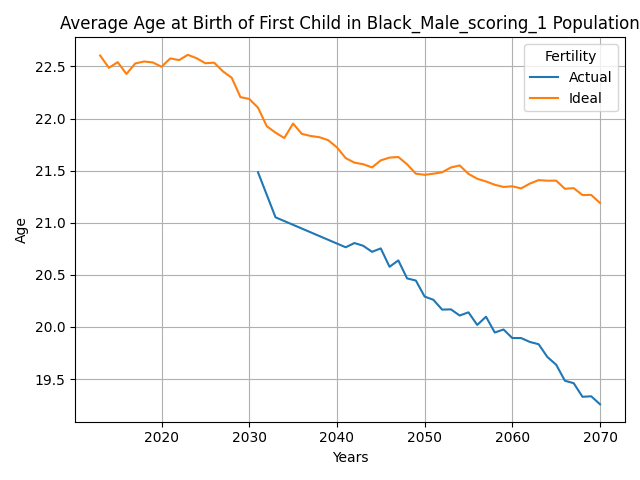 Average Age at Birth of First Child in Black_Male_scoring_1 Population
Fertility
Actual
Ideal
Age
22.5
22.0
21.5
21.0
20.5
20.0
19.5
2020 2030 2040 2050 2060 2070
Years